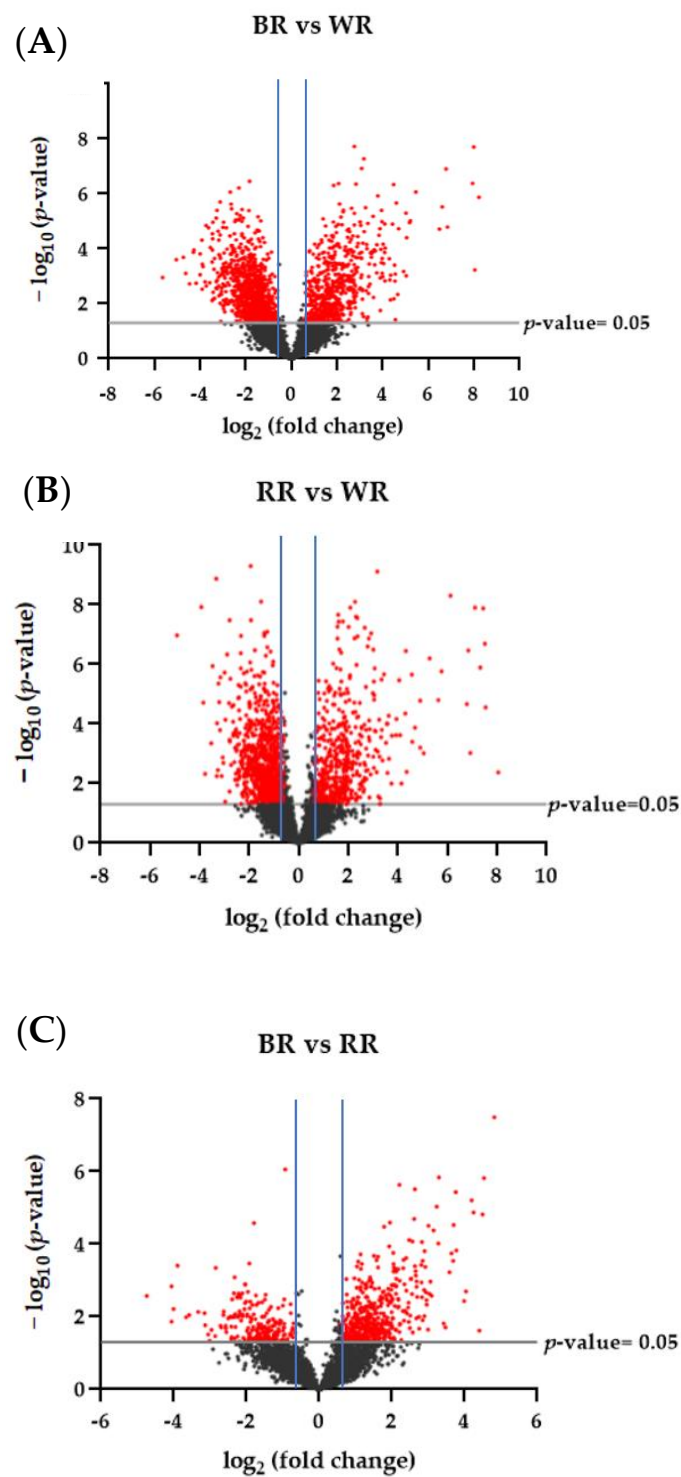 (A)
BR vs WR
− log10 (p-value)
8
6
4
2
0
p-value= 0.05
-8 -6 -4 -2 0 2 4 6 8 10
log2 (fold change)
(B)
RR vs WR
− log10 (p-value)
10
8
6
4
2
0
p-value=0.05
-8 -6 -4 -2 0 2 4 6 8 10
log2 (fold change)
(C)
BR vs RR
− log10 (p-value)
8
6
4
2
0
p-value= 0.05
-6 -4 -2 0 2 4 6
log2 (fold change)